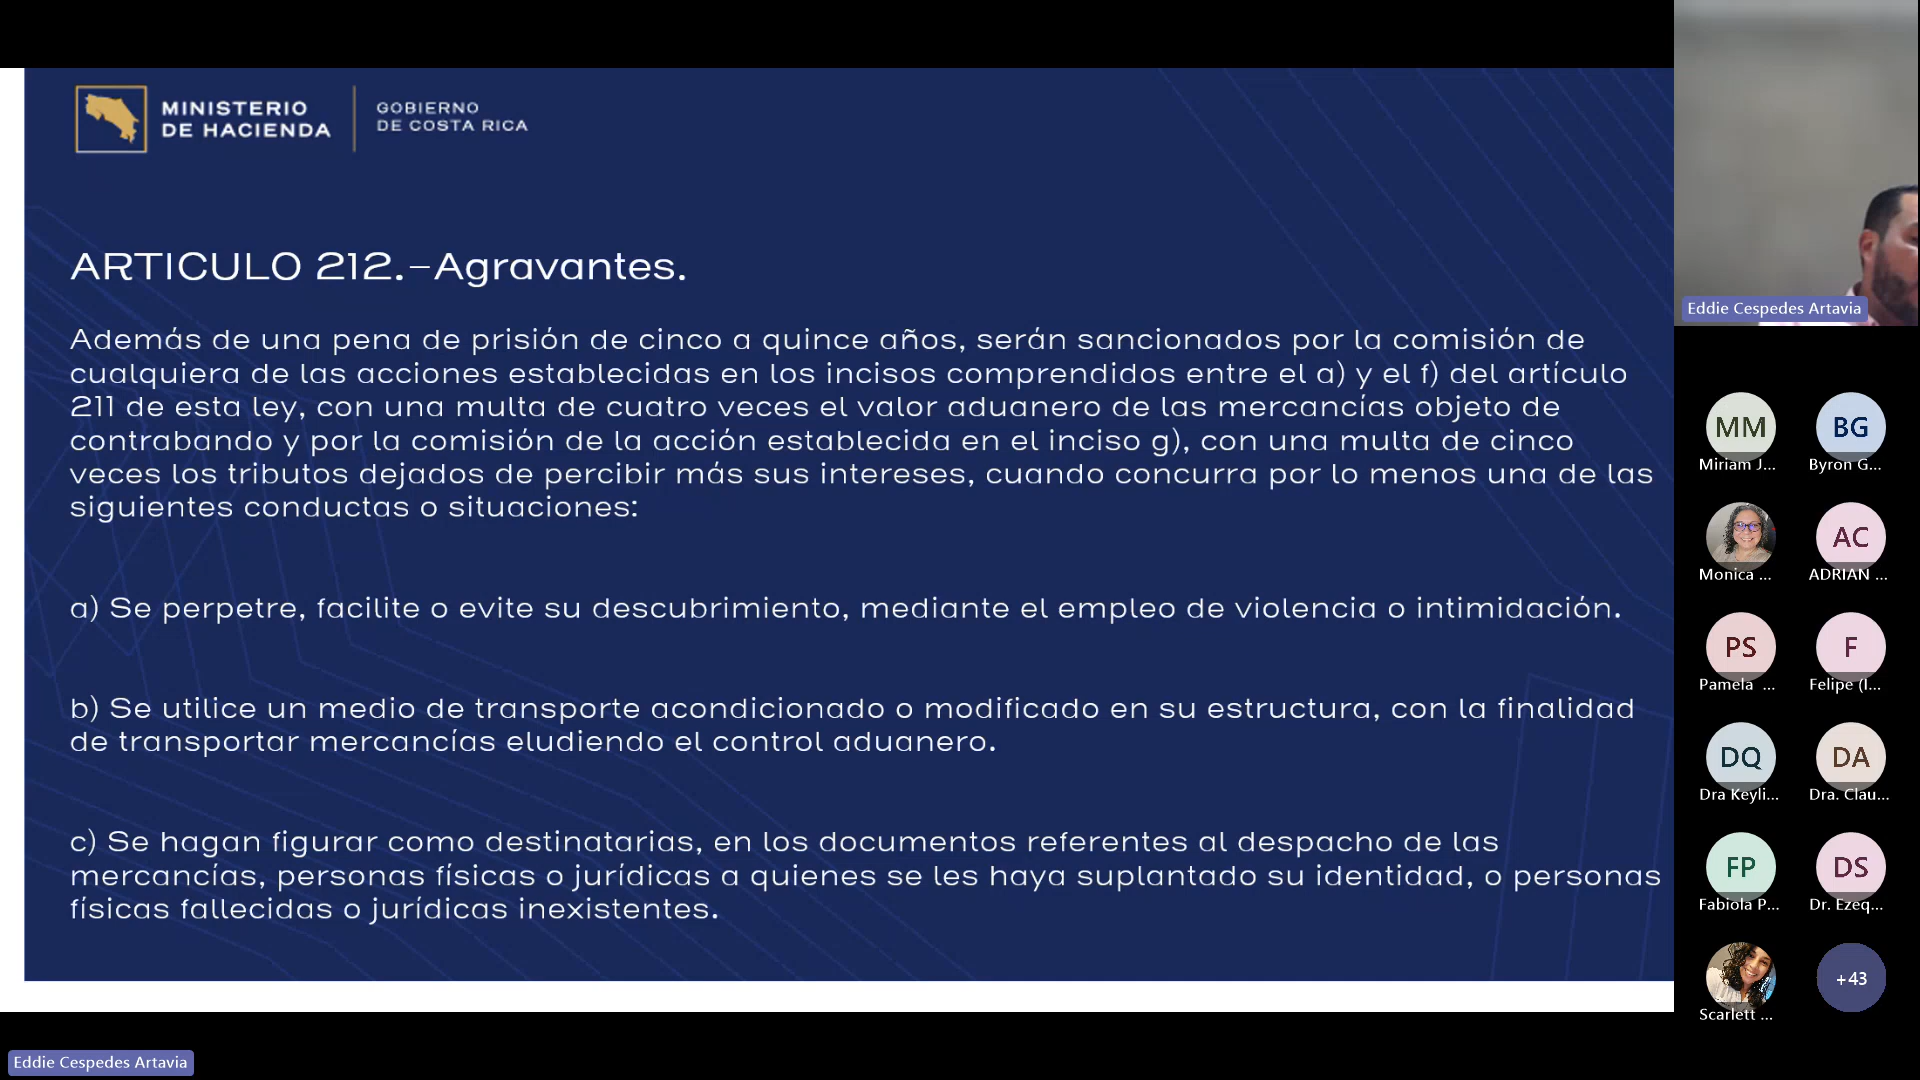 MINISTERIO
DE HACIENDA
GOBIERNO
DE COSTA RICA
ARTICULO 212.-Agravantes.
Además de una pena de prisión de cinco a quince años, serán sancionados por la comisión de
cualquiera de las acciones establecidas en los incisos comprendidos entre el a) y el f) del artículo
211 de esta ley, con una multa de cuatro veces el valor aduanero de las mercancías objeto de
contrabando y por la comisión de la acción establecida en el inciso g), con una multa de cinco
veces los tributos dejados de percibir más sus intereses, cuando concurra por lo menos una de las
siguientes conductas o situaciones:
a) Se perpetre, facilite o evite su descubrimiento, mediante el empleo de violencia o intimidación.
b) Se utilice un medio de transporte acondicionado o modificado en su estructura, con la finalidad
de transportar mercancías eludiendo el control aduanero.
c) Se hagan figurar como destinatarias, en los documentos referentes al despacho de las
mercancías, personas físicas o jurídicas a quienes se les haya suplantado su identidad, o personas
físicas fallecidas o jurídicas inexistentes.
Eddie Cespedes Artavia
MM
Miriam J...
BG
Byron G...
Monica ...
AC
ADRIAN ...
PS
Pamela ...
F
Felipe (I...
DQ
Dra Keyli...
DA
Dra. Clau...
FP
Fabiola P...
DS
Dr. Ezeq...
Scarlett ...
+43
Eddie Cespedes Artavia